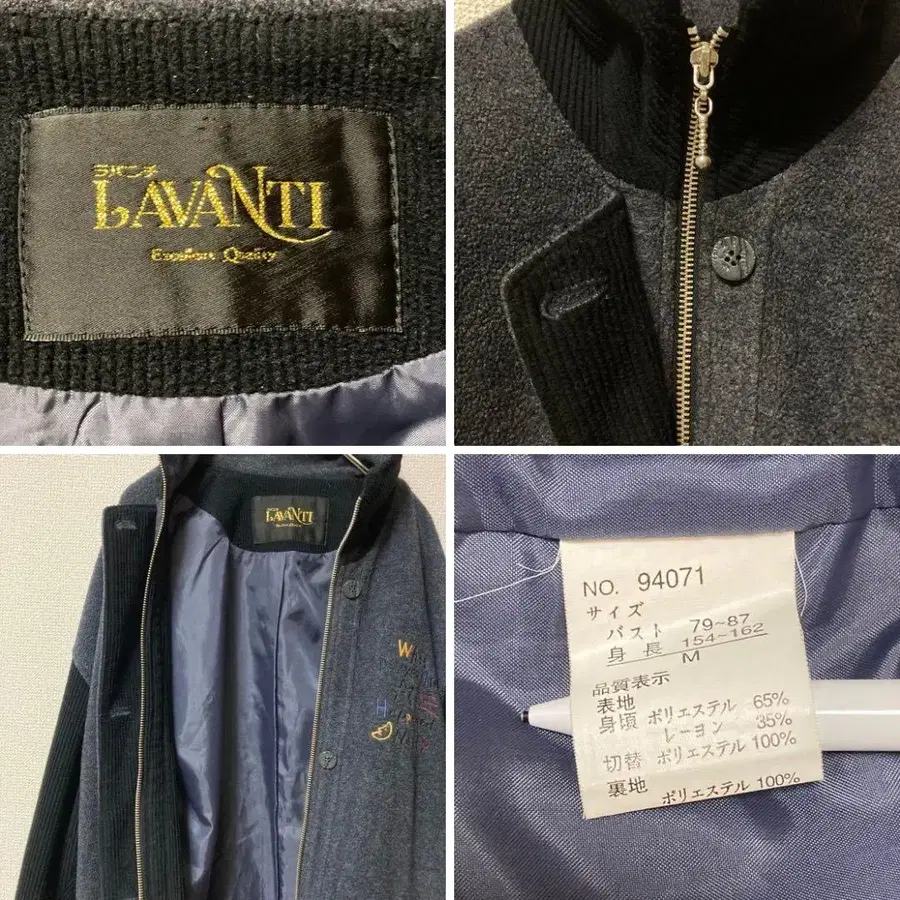 ラバンチ
LAVANTI
Excellent Quality
LAVANTI
W
H
NO. 94071
サイズ
バスト 79~87
身長 154~162
M
品質表示
表地
身頃 ポリエステル 65%
レーヨン 35%
切替 ポリエステル 100%
裏地
ポリエステル 100%